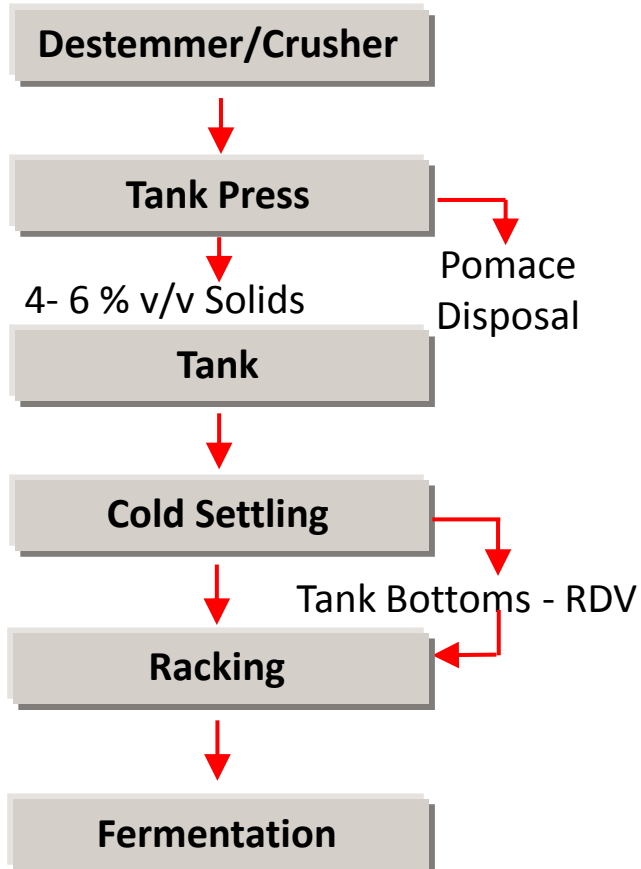 Destemmer/Crusher
Tank Press
Pomace
Disposal
4- 6 % v/v Solids
Tank
Cold Settling
Tank Bottoms - RDV
Racking
Fermentation